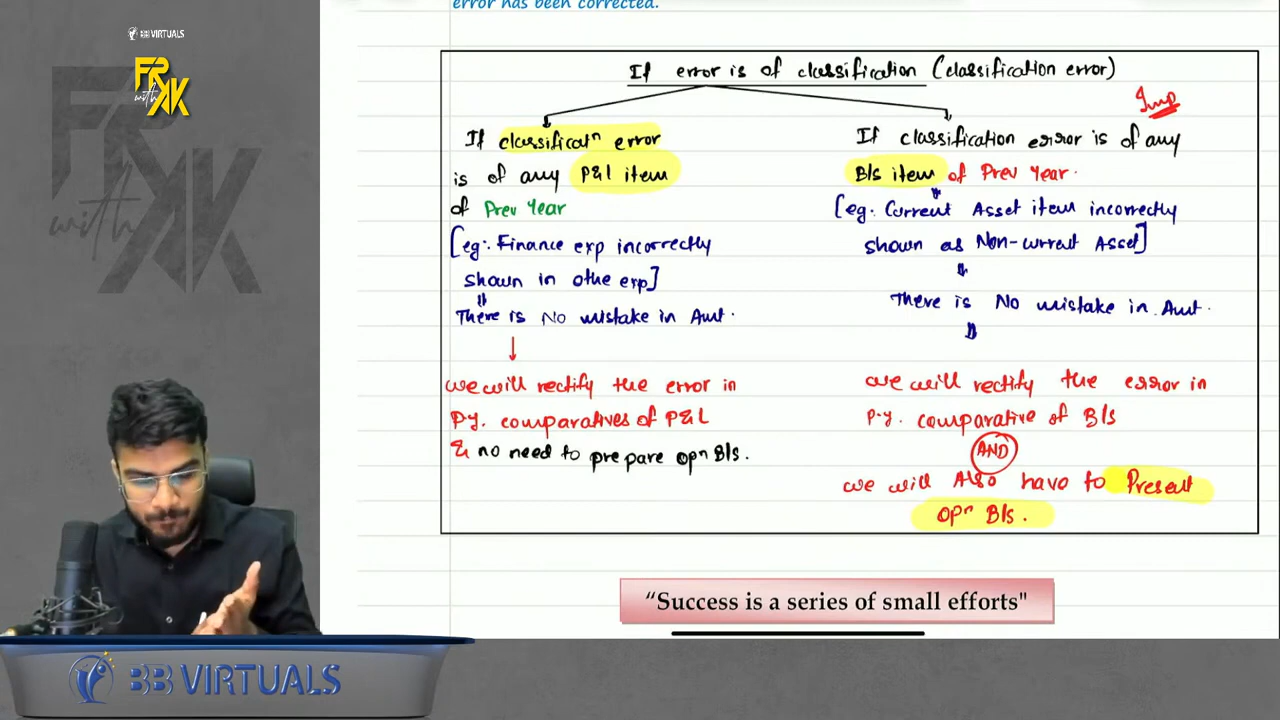 error has been corrected.
BB VIRTUALS
FR
with
AK
If error is of classification (classification error)
Imp
If classificatn error
is of any P&L item
of Prev Year
[eg:- Finance exp incorrectly
shown in othe exp]
There is No mistake in Amt.
we will rectify the error in
P.Y. comparatives of P&L
& no need to prepare opn B/s.
If classification error is of any
B/s item of Prev Year.
[eg. Current Asset item incorrectly
shown as Non-current Asset]
There is No mistake in Amt.
we will rectify the error in
P.Y. comparative of B/s
AND
we will Also have to Present
opn B/s.
“Success is a series of small efforts"
BB VIRTUALS